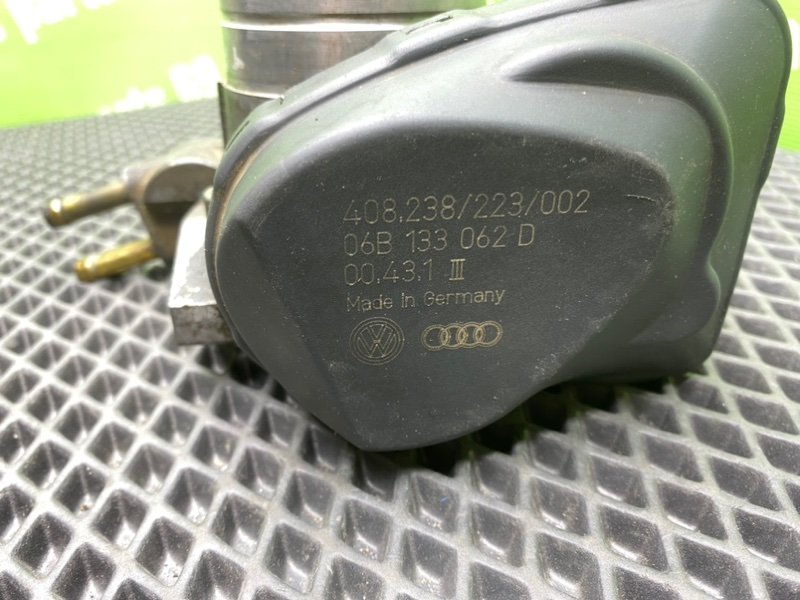 408.238/223/002
06B 133 062 D
00.43.1 III
Made In Germany